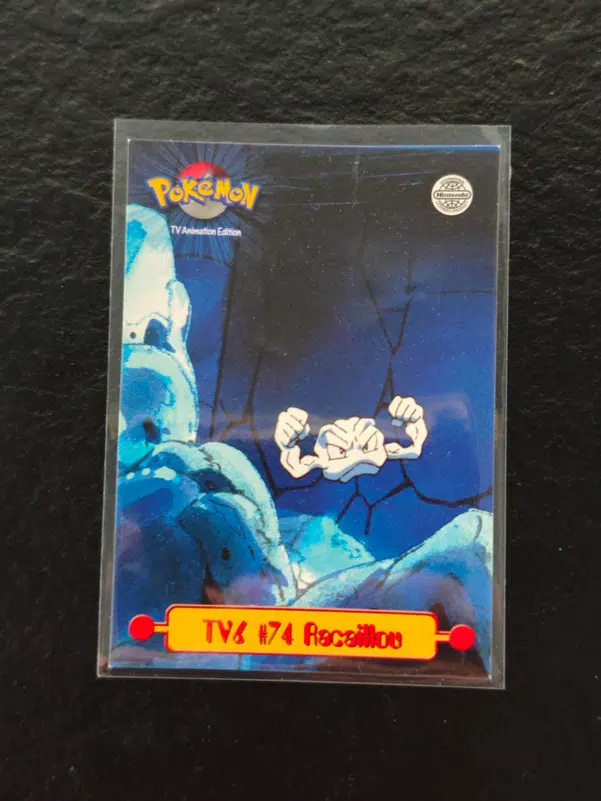 POKéMON
TV Animation Edition
Nintendo
TV6 #74 Racaillou